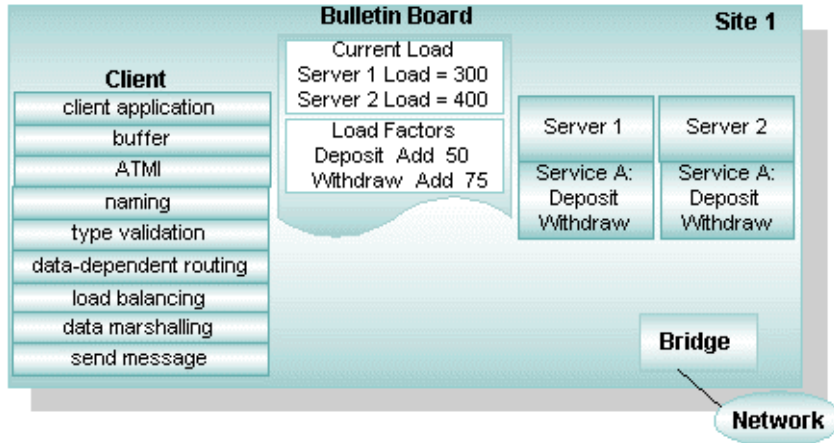 Bulletin Board
Site 1
Current Load
Server 1 Load = 300
Server 2 Load = 400
Load Factors
Deposit Add 50
Withdraw Add 75
Client
client application
buffer
ATMI
naming
type validation
data-dependent routing
load balancing
data marshalling
send message
Server 1
Service A:
Deposit
Withdraw
Server 2
Service A:
Deposit
Withdraw
Bridge
Network